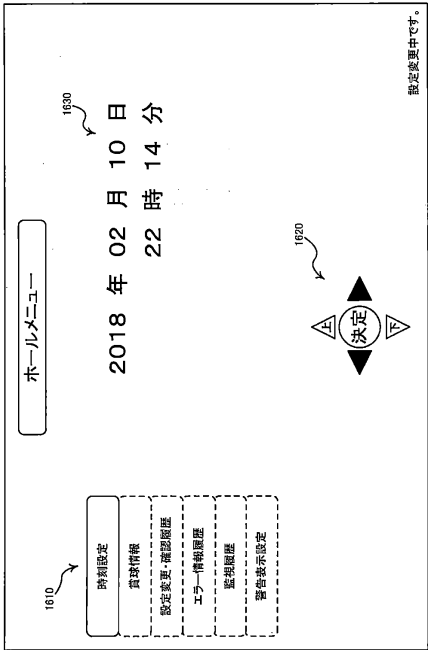 ホールメニュー
1610
時刻設定
賞球情報
設定変更・確認履歴
エラー情報履歴
監視履歴
警告表示設定
1630
2018 年 02 月 10 日
22 時 14 分
1620
上
決定
下
設定変更中です。